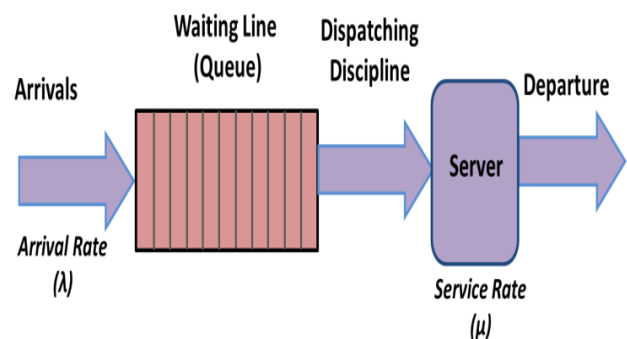 Arrivals
Waiting Line
(Queue)
Dispatching
Discipline
Server
Departure
Arrival Rate
(λ)
Service Rate
(μ)